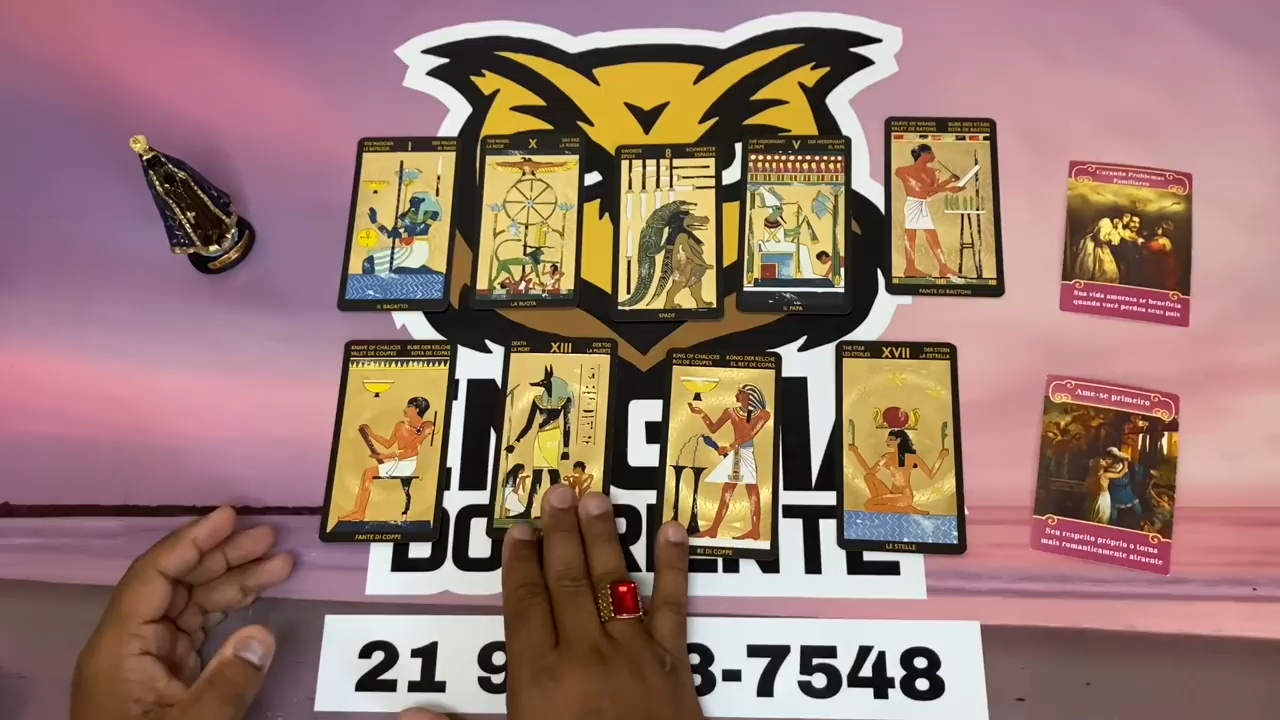 THE MAGICIAN
LE BATELEUR
I
IL BAGATTO
THE WHEEL
LA ROUE
X
DAS RAD
LA RUEDA
LA RUOTA
SWORDS
EPEES
8
SCHWERTER
ESPADAS
SPADE
THE HIEROPHANT
LE PAPE
V
DER HIEROPHANT
EL PAPA
IL PAPA
KNAVE OF WANDS
VALET DE BATONS
BUBE DER STÄBE
SOTA DE BASTOS
FANTE DI BASTONI
Curando Problemas
Familiares
Sua vida amorosa se beneficia
quando você perdoa seus pais
KNAVE OF CHALICES
VALET DE COUPES
BUBE DER KELCHE
SOTA DE COPAS
FANTE DI COPPE
DEATH
LA MORT
XIII
DER TOD
LA MUERTE
KING OF CHALICES
ROI DE COUPES
KÖNIG DER KELCHE
EL REY DE COPAS
RE DI COPPE
THE STAR
LES ETOILES
XVII
DER STERN
LA ESTRELLA
LE STELLE
Ame-se primeiro
Seu respeito próprio o torna
mais romanticamente atraente
DO
RIENTE
21 9
8-7548